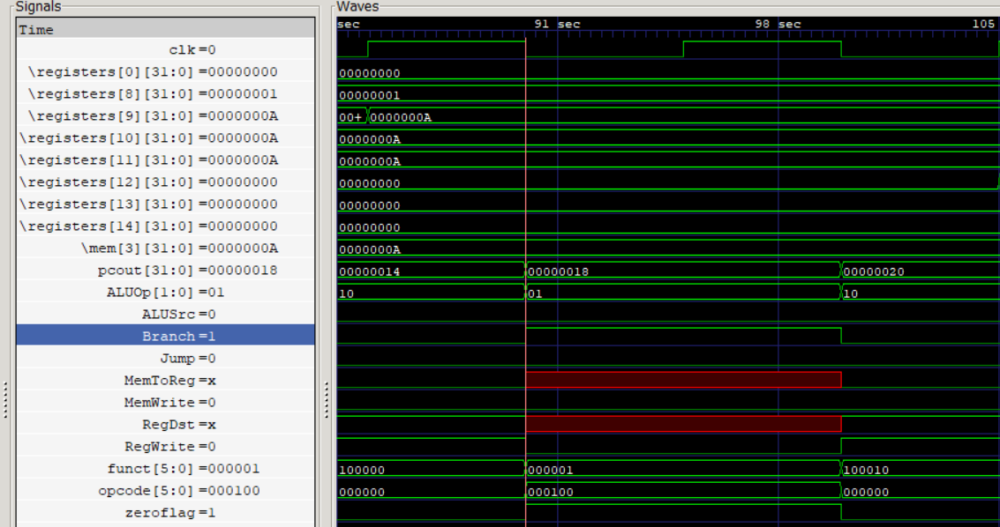 Signals
Waves
Time
sec 91 sec 98 sec 105
clk=0
\registers[0][31:0]=00000000 00000000
\registers[8][31:0]=00000001 00000001
\registers[9][31:0]=0000000A 00+ 0000000A
\registers[10][31:0]=0000000A 0000000A
\registers[11][31:0]=0000000A 0000000A
\registers[12][31:0]=00000000 00000000
\registers[13][31:0]=00000000 00000000
\registers[14][31:0]=00000000 00000000
\mem[3][31:0]=0000000A 0000000A
pcout[31:0]=00000018 00000014 00000018 00000020
ALUOp[1:0]=01 10 01 10
ALUSrc=0
Branch=1
Jump=0
MemToReg=x
MemWrite=0
RegDst=x
RegWrite=0
funct[5:0]=000001 100000 000001 100010
opcode[5:0]=000100 000000 000100 000000
zeroflag=1